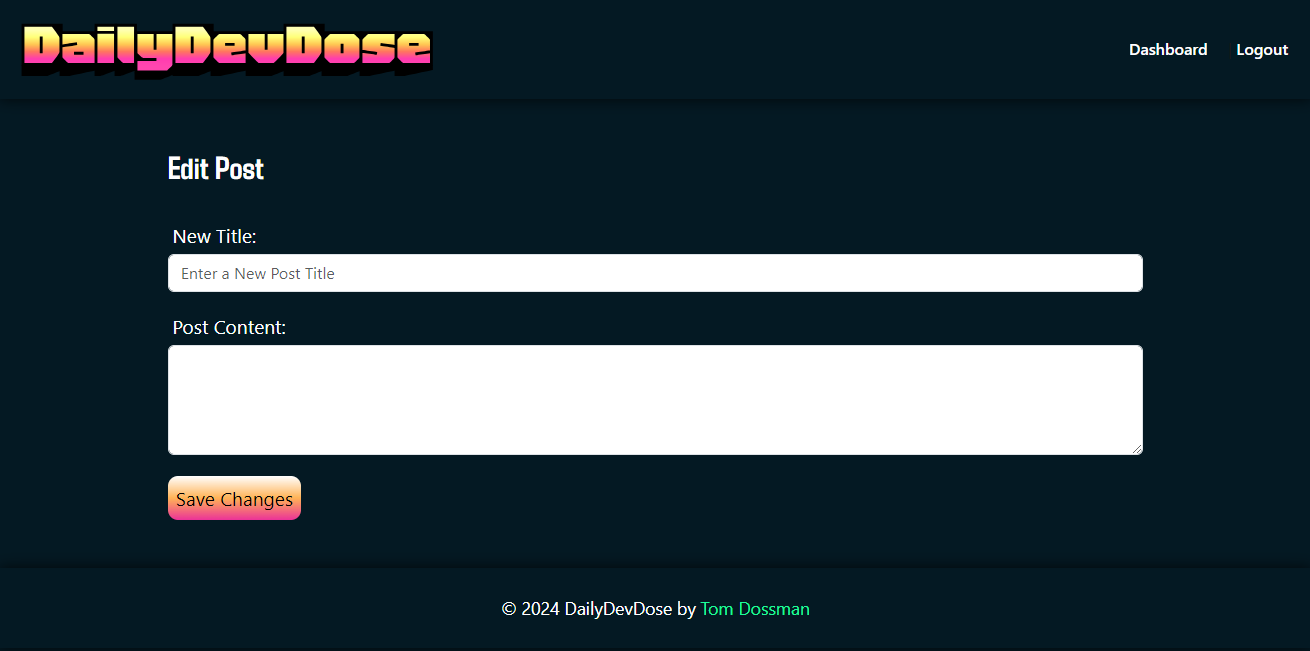 DailyDevDose
Dashboard Logout
Edit Post
New Title:
Enter a New Post Title
Post Content:
Save Changes
© 2024 DailyDevDose by Tom Dossman